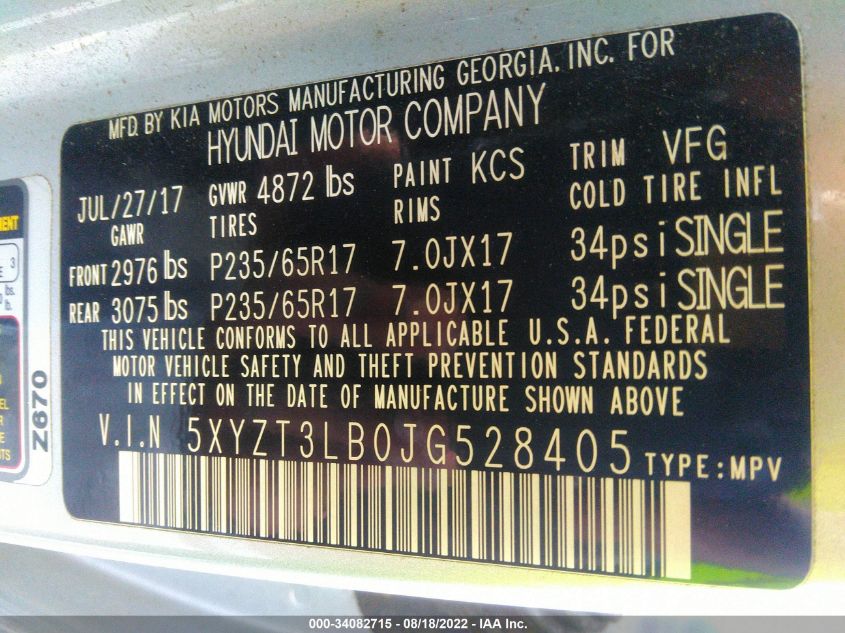 MFD. BY KIA MOTORS MANUFACTURING GEORGIA. INC. FOR
HYUNDAI MOTOR COMPANY
JUL/27/17 GVWR 4872 lbs PAINT KCS TRIM VFG
GAWR TIRES RIMS COLD TIRE INFL
FRONT 2976 lbs P235/65R17 7.0JX17 34psi SINGLE
REAR 3075 lbs P235/65R17 7.0JX17 34psi SINGLE
THIS VEHICLE CONFORMS TO ALL APPLICABLE U.S.A. FEDERAL
MOTOR VEHICLE SAFETY AND THEFT PREVENTION STANDARDS
IN EFFECT ON THE DATE OF MANUFACTURE SHOWN ABOVE
V.I.N 5XYZT3LB0JG528405 TYPE:MPV
Z670
3
lbs.
lb.
000-34082715 - 08/18/2022 - IAA Inc.